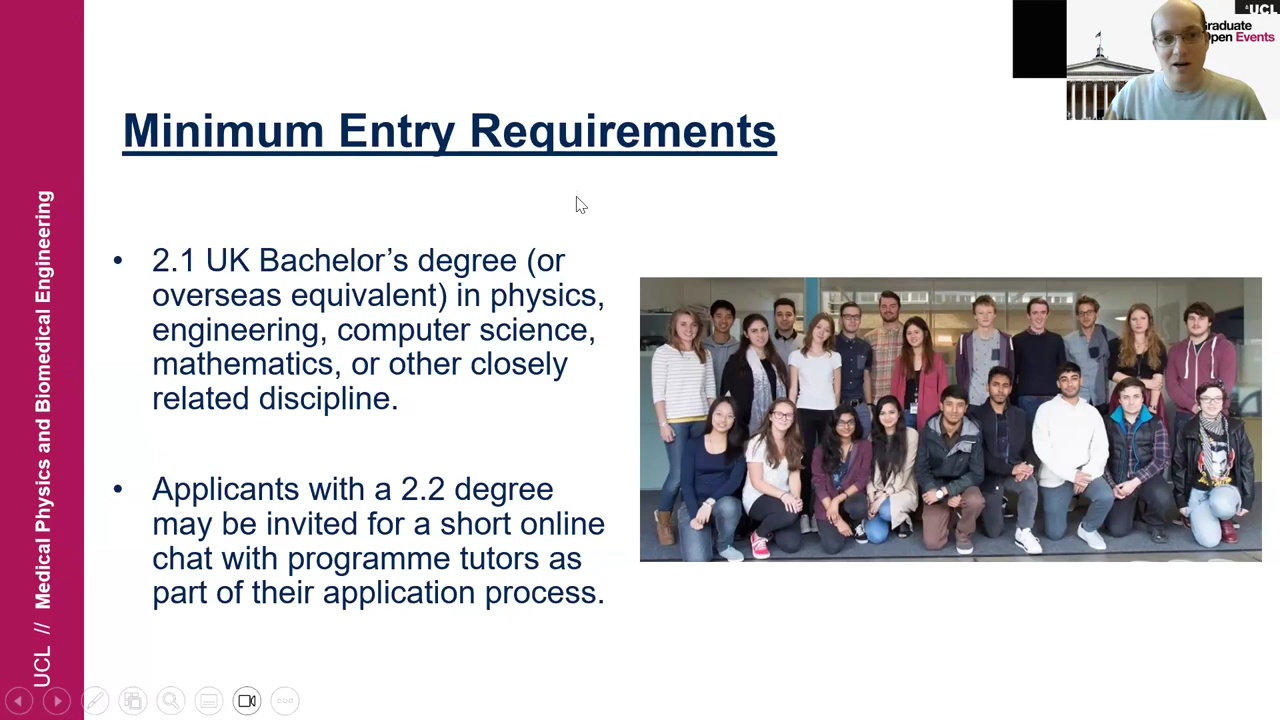 UCL
Graduate
Open Events
Minimum Entry Requirements
• 2.1 UK Bachelor’s degree (or
overseas equivalent) in physics,
engineering, computer science,
mathematics, or other closely
related discipline.
• Applicants with a 2.2 degree
may be invited for a short online
chat with programme tutors as
part of their application process.
UCL // Medical Physics and Biomedical Engineering